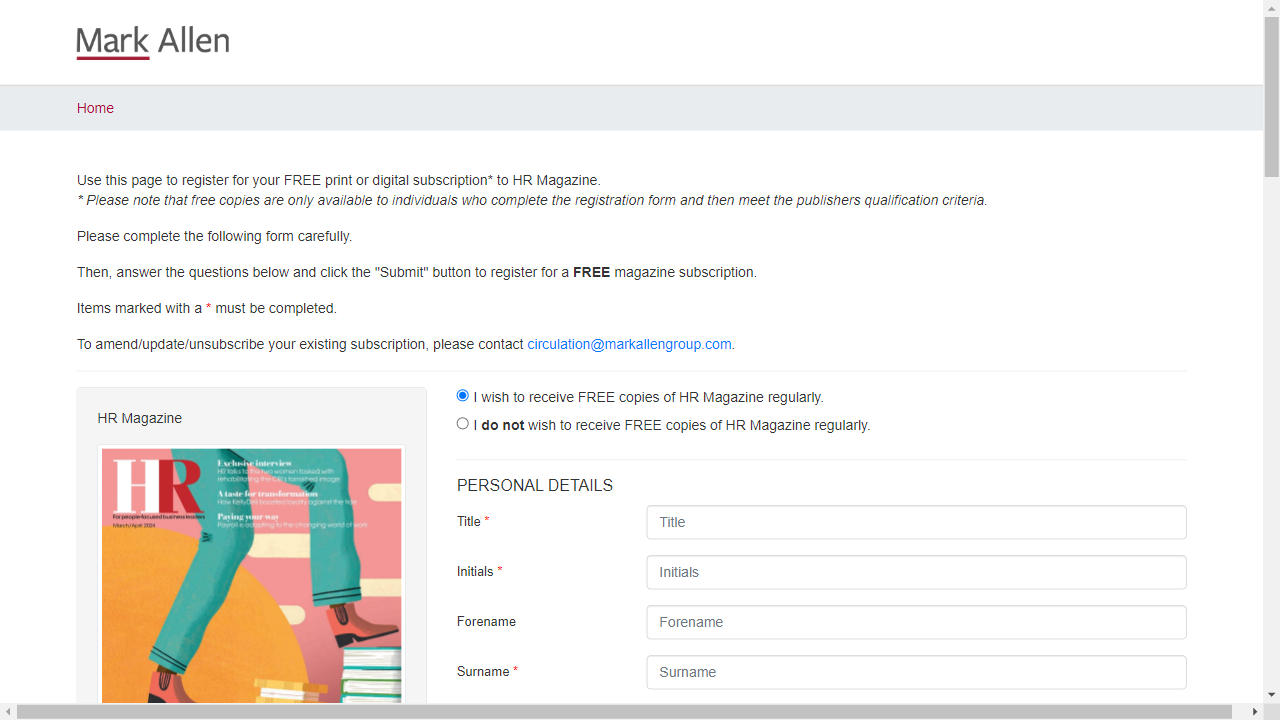 Mark Allen
Home
Use this page to register for your FREE print or digital subscription* to HR Magazine.
* Please note that free copies are only available to individuals who complete the registration form and then meet the publishers qualification criteria.
Please complete the following form carefully.
Then, answer the questions below and click the "Submit" button to register for a FREE magazine subscription.
Items marked with a * must be completed.
To amend/update/unsubscribe your existing subscription, please contact circulation@markallengroup.com.
HR Magazine
HR
For people-focused business leaders
March/April 2024
Exclusive interview
HR talks to the two women tasked with
rehabilitating the CBI's tarnished image
A taste for transformation
How KellyDeli boosted loyalty against the tide
Paying your way
Payroll is adapting to the changing world of work
I wish to receive FREE copies of HR Magazine regularly.
I do not wish to receive FREE copies of HR Magazine regularly.
PERSONAL DETAILS
Title * Title
Initials * Initials
Forename Forename
Surname * Surname